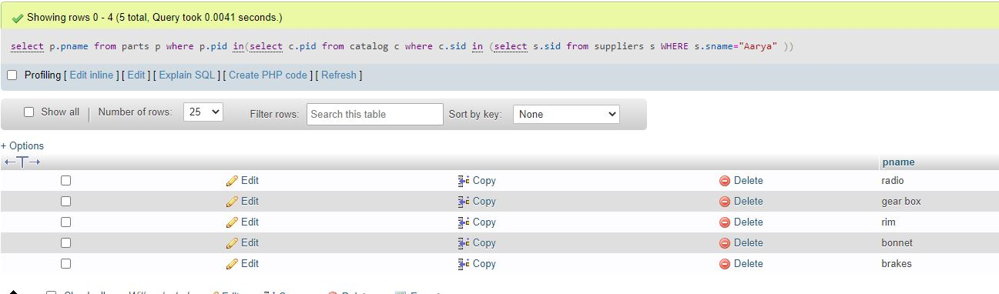 Showing rows 0 - 4 (5 total, Query took 0.0041 seconds.)
select p.pname from parts p where p.pid in(select c.pid from catalog c where c.sid in (select s.sid from suppliers s WHERE s.sname="Aarya" ))
Profiling [ Edit inline ] [ Edit ] [ Explain SQL ] [ Create PHP code ] [ Refresh ]
Show all | Number of rows: 25 Filter rows: Search this table Sort by key: None
+ Options
pname
Edit Copy Delete radio
Edit Copy Delete gear box
Edit Copy Delete rim
Edit Copy Delete bonnet
Edit Copy Delete brakes